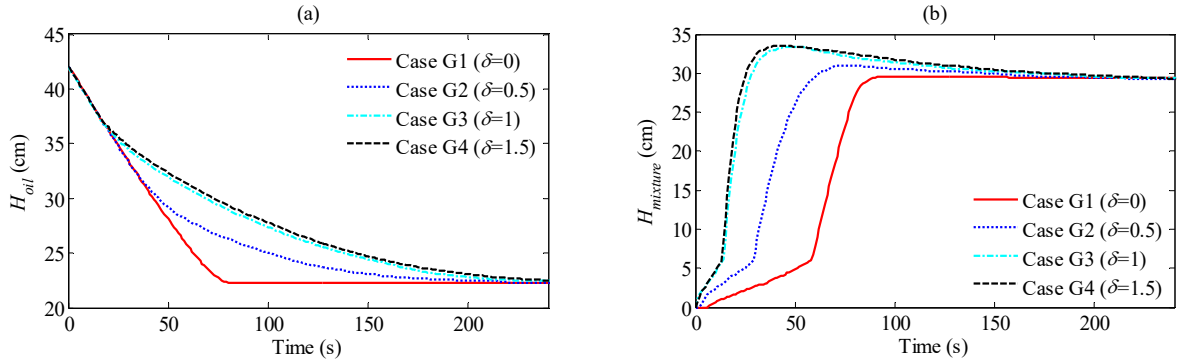 (a)
45
40
35
30
25
20
H_oil (cm)
0
50
100
150
200
Time (s)
Case G1 (δ=0)
Case G2 (δ=0.5)
Case G3 (δ=1)
Case G4 (δ=1.5)
(b)
35
30
25
20
15
10
5
0
H_mixture (cm)
0
50
100
150
200
Time (s)
Case G1 (δ=0)
Case G2 (δ=0.5)
Case G3 (δ=1)
Case G4 (δ=1.5)